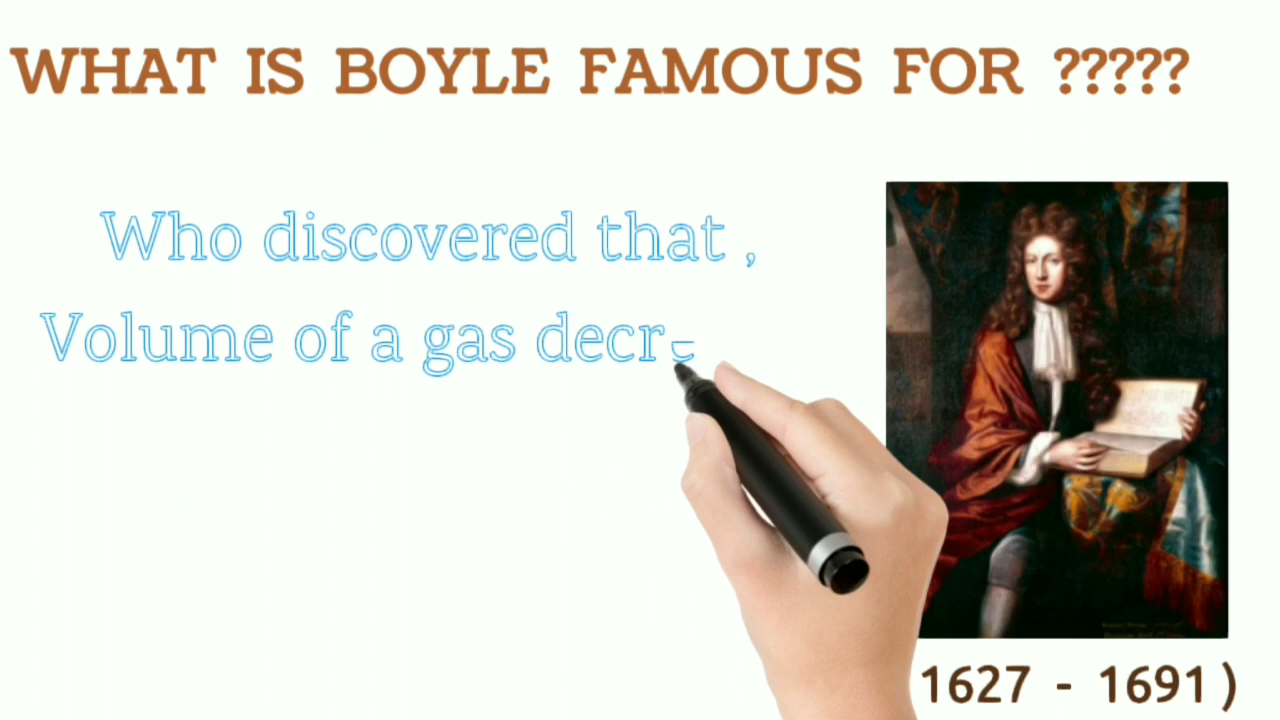 WHAT IS BOYLE FAMOUS FOR ?????
Who discovered that ,
Volume of a gas decr
1627 - 1691 )